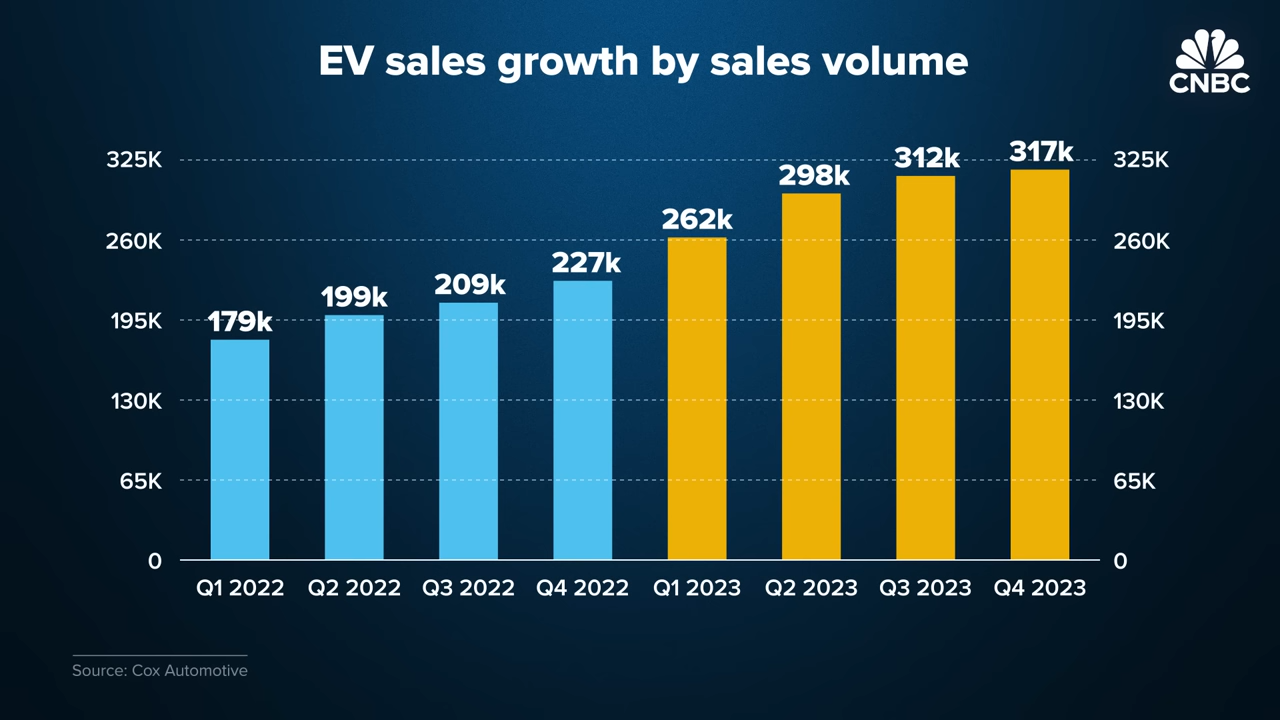 EV sales growth by sales volume
CNBC
325K
260K
195K
130K
65K
0
179k
199k
209k
227k
262k
298k
312k
317k
325K
260K
195K
130K
65K
0
Q1 2022
Q2 2022
Q3 2022
Q4 2022
Q1 2023
Q2 2023
Q3 2023
Q4 2023
Source: Cox Automotive